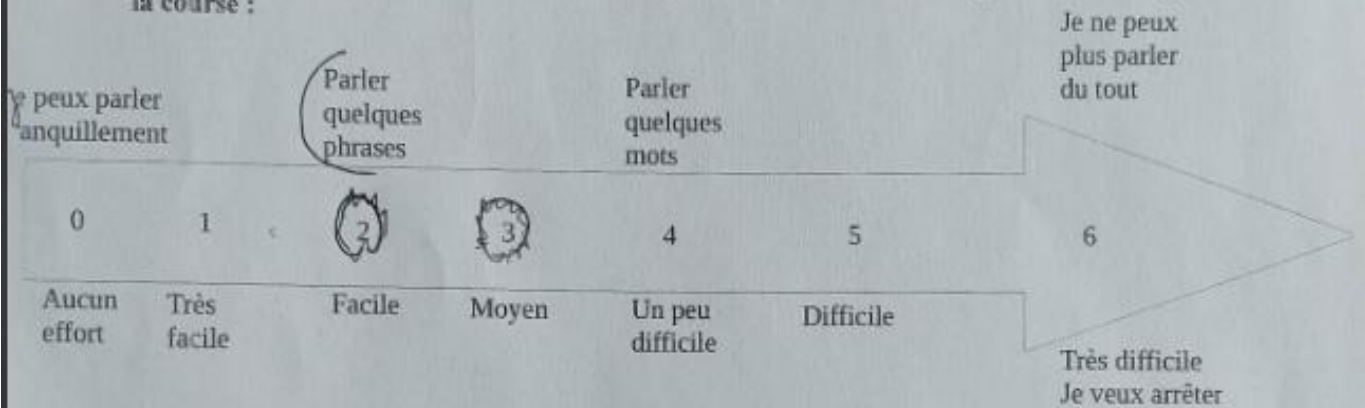 la course :
Je ne peux
plus parler
du tout
peux parler
anquillement
Parler
quelques
phrases
Parler
quelques
mots
0 1 2 3 4 5 6
Aucun
effort
Très
facile
Facile
Moyen
Un peu
difficile
Difficile
Très difficile
Je veux arrêter